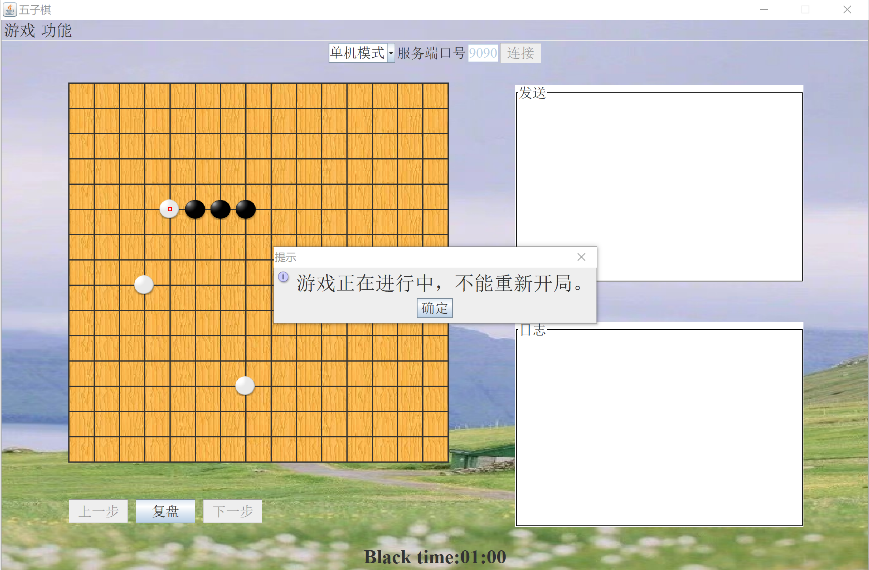 五子棋
游戏 功能
单机模式 服务端口号 9090 连接
发送
提示
游戏正在进行中，不能重新开局。
确定
日志
上一步 复盘 下一步
Black time:01:00